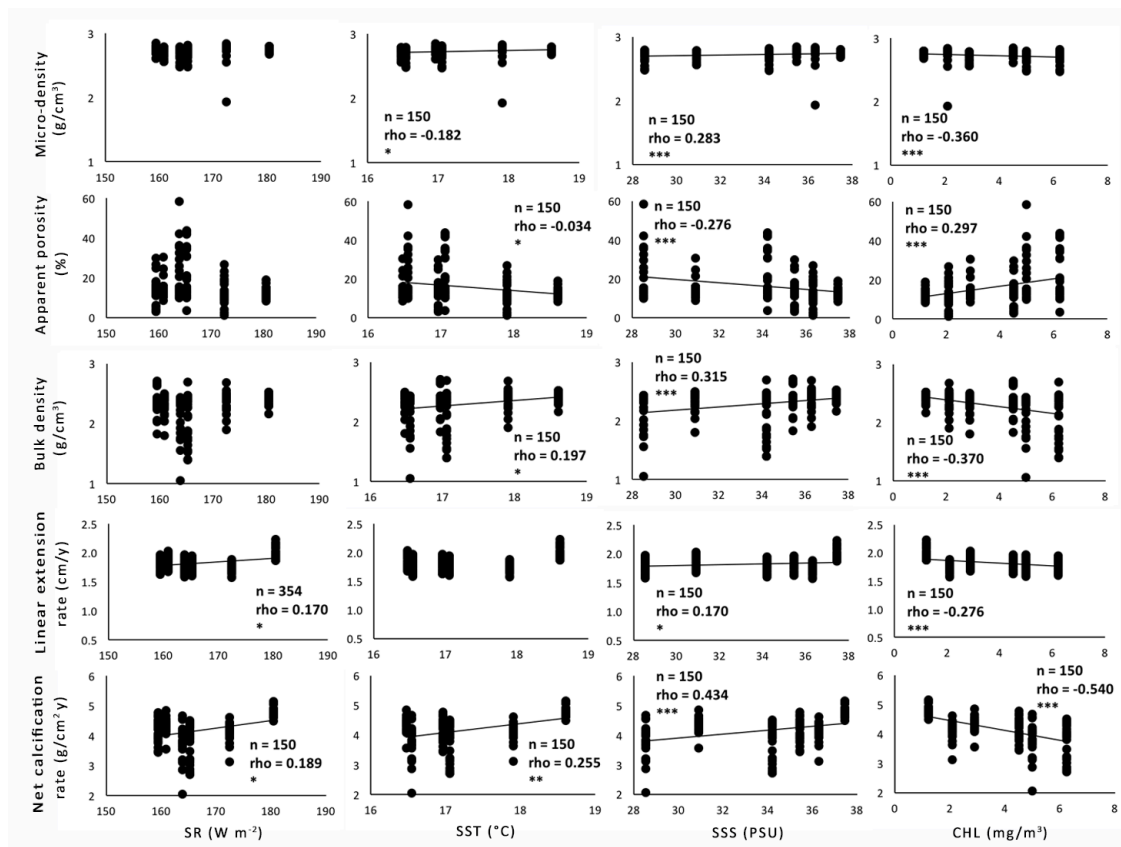 Micro-density
(g/cm³)
3
2
1
150 160 170 180 190
3
2
1
n = 150
rho = -0.182
*
16 17 18 19
3
2
1
n = 150
rho = 0.283
***
28 30 32 34 36 38
3
2
1
n = 150
rho = -0.360
***
0 2 4 6 8
Apparent porosity
(%)
60
40
20
0
150 160 170 180 190
60
40
20
0
n = 150
rho = -0.034
*
16 17 18 19
60
40
20
0
n = 150
rho = -0.276
***
28 30 32 34 36 38
60
40
20
0
n = 150
rho = 0.297
***
0 2 4 6 8
Bulk density
(g/cm³)
3
2
1
150 160 170 180 190
3
2
1
n = 150
rho = 0.197
*
16 17 18 19
3
2
1
n = 150
rho = 0.315
***
28 30 32 34 36 38
3
2
1
n = 150
rho = -0.370
***
0 2 4 6 8
Linear extension
rate (cm/y)
2.5
2.0
1.5
1.0
0.5
n = 354
rho = 0.170
*
150 160 170 180 190
2.5
2.0
1.5
1.0
0.5
16 17 18 19
2.5
2.0
1.5
1.0
0.5
n = 150
rho = 0.170
*
28 30 32 34 36 38
2.5
2.0
1.5
1.0
0.5
n = 150
rho = -0.276
***
0 2 4 6 8
Net calcification
rate (g/cm² y)
6
5
4
3
2
n = 150
rho = 0.189
*
150 160 170 180 190
SR (W m⁻²)
6
5
4
3
2
n = 150
rho = 0.255
**
16 17 18 19
SST (°C)
6
5
4
3
2
n = 150
rho = 0.434
***
28 30 32 34 36 38
SSS (PSU)
6
5
4
3
2
n = 150
rho = -0.540
***
0 2 4 6 8
CHL (mg/m³)